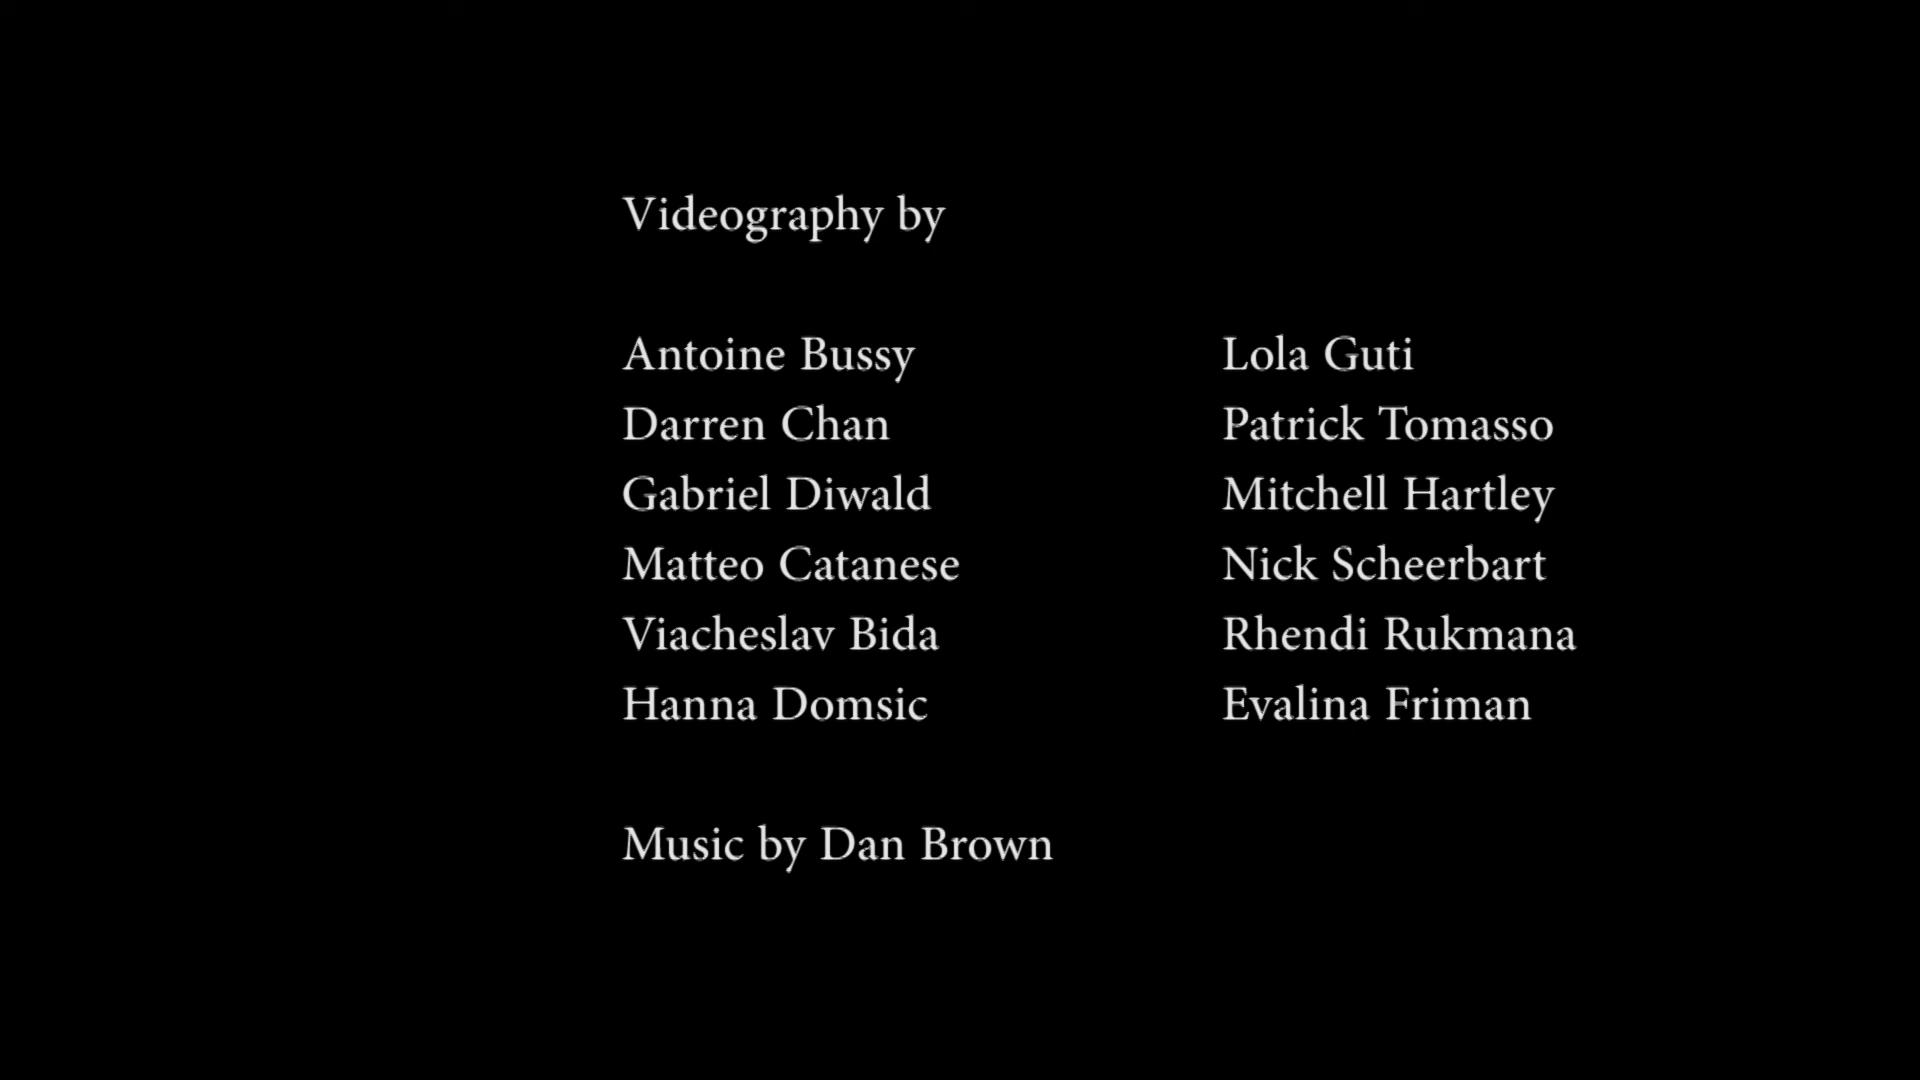 Videography by
Antoine Bussy
Darren Chan
Gabriel Diwald
Matteo Catanese
Viacheslav Bida
Hanna Domsic
Lola Guti
Patrick Tomasso
Mitchell Hartley
Nick Scheerbart
Rhendi Rukmana
Evalina Friman
Music by Dan Brown